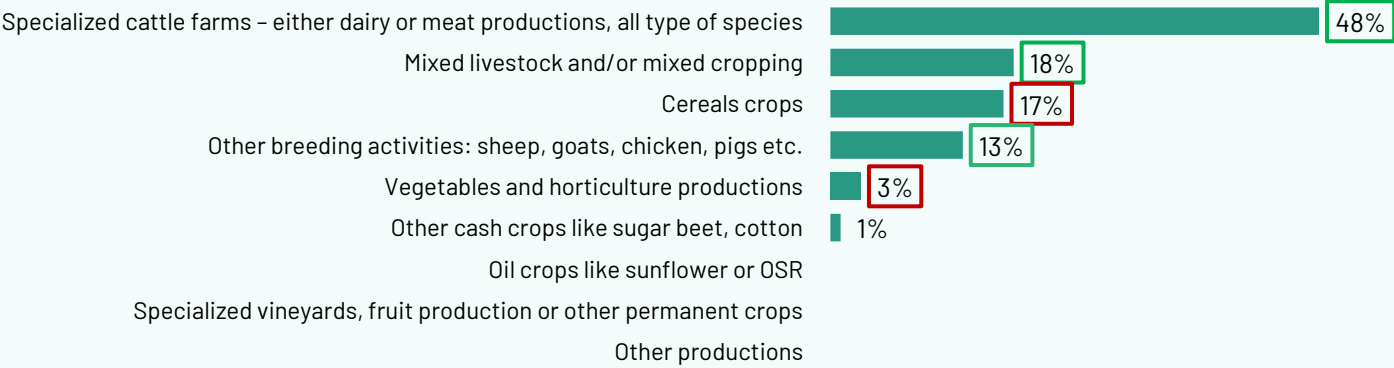 Specialized cattle farms – either dairy or meat productions, all type of species 48%
Mixed livestock and/or mixed cropping 18%
Cereals crops 17%
Other breeding activities: sheep, goats, chicken, pigs etc. 13%
Vegetables and horticulture productions 3%
Other cash crops like sugar beet, cotton 1%
Oil crops like sunflower or OSR
Specialized vineyards, fruit production or other permanent crops
Other productions